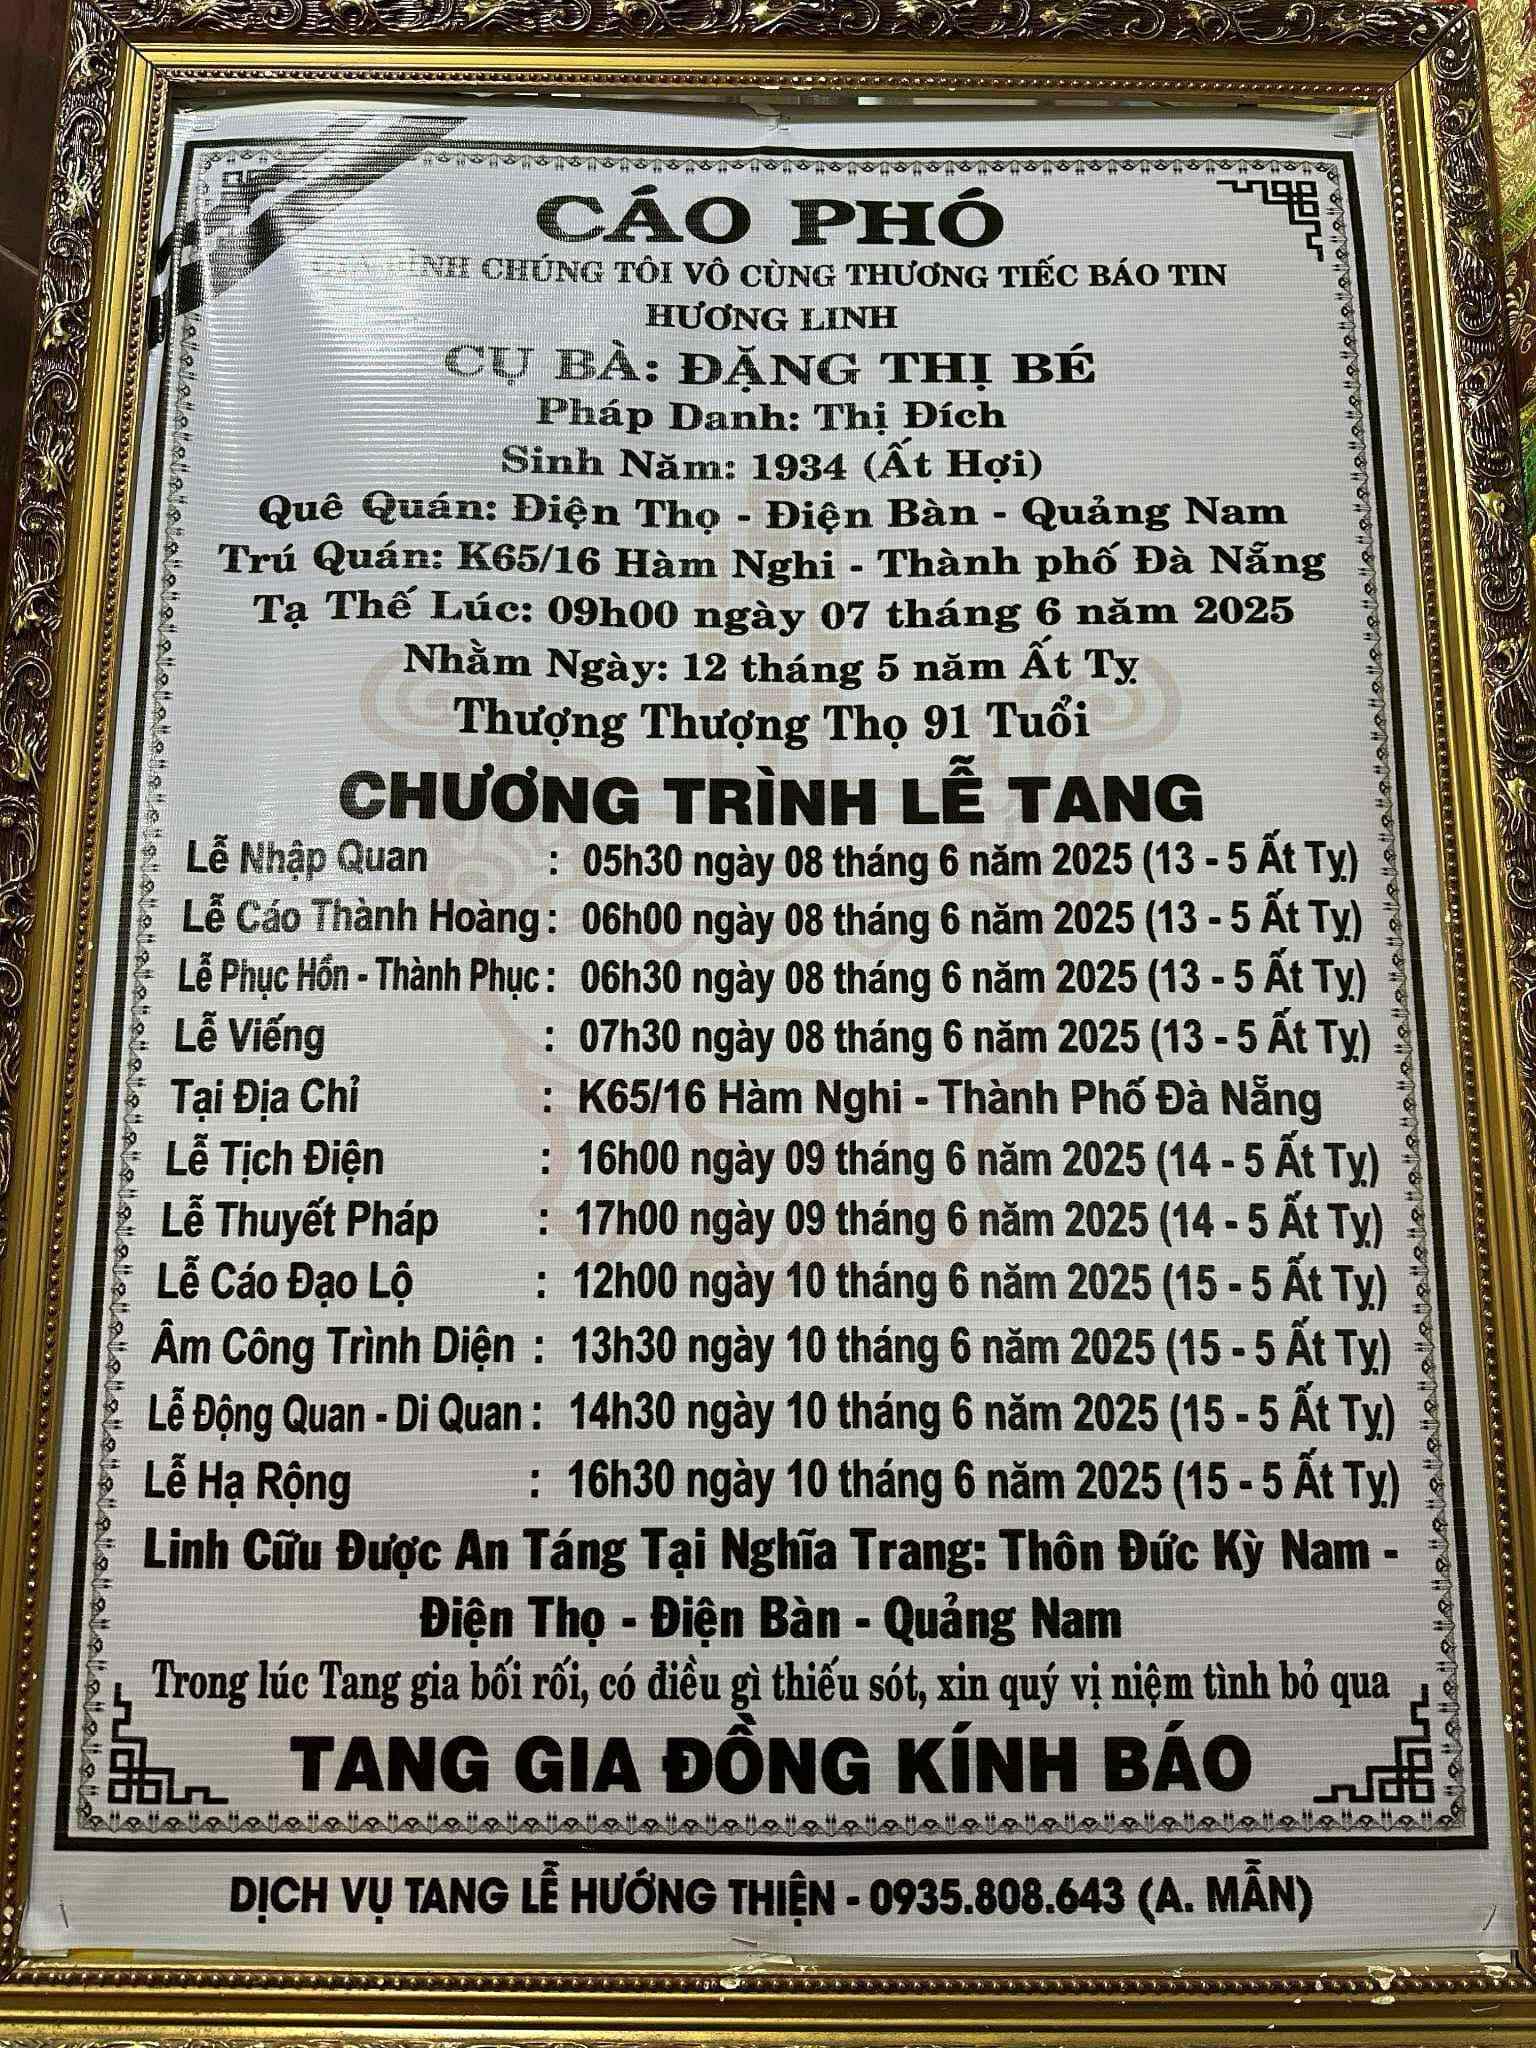 CÁO PHÓ
GIA ĐÌNH CHÚNG TÔI VÔ CÙNG THƯƠNG TIẾC BÁO TIN
HƯƠNG LINH
CỤ BÀ: ĐẶNG THỊ BÉ
Pháp Danh: Thị Đích
Sinh Năm: 1934 (Ất Hợi)
Quê Quán: Điện Thọ - Điện Bàn - Quảng Nam
Trú Quán: K65/16 Hàm Nghi - Thành phố Đà Nẵng
Tạ Thế Lúc: 09h00 ngày 07 tháng 6 năm 2025
Nhằm Ngày: 12 tháng 5 năm Ất Tỵ
Thượng Thượng Thọ 91 Tuổi
CHƯƠNG TRÌNH LỄ TANG
Lễ Nhập Quan : 05h30 ngày 08 tháng 6 năm 2025 (13 - 5 Ất Tỵ)
Lễ Cáo Thành Hoàng : 06h00 ngày 08 tháng 6 năm 2025 (13 - 5 Ất Tỵ)
Lễ Phục Hồn - Thành Phục : 06h30 ngày 08 tháng 6 năm 2025 (13 - 5 Ất Tỵ)
Lễ Viếng : 07h30 ngày 08 tháng 6 năm 2025 (13 - 5 Ất Tỵ)
Tại Địa Chỉ : K65/16 Hàm Nghi - Thành Phố Đà Nẵng
Lễ Tịch Điện : 16h00 ngày 09 tháng 6 năm 2025 (14 - 5 Ất Tỵ)
Lễ Thuyết Pháp : 17h00 ngày 09 tháng 6 năm 2025 (14 - 5 Ất Tỵ)
Lễ Cáo Đạo Lộ : 12h00 ngày 10 tháng 6 năm 2025 (15 - 5 Ất Tỵ)
Âm Công Trình Diện : 13h30 ngày 10 tháng 6 năm 2025 (15 - 5 Ất Tỵ)
Lễ Động Quan - Di Quan : 14h30 ngày 10 tháng 6 năm 2025 (15 - 5 Ất Tỵ)
Lễ Hạ Rộng : 16h30 ngày 10 tháng 6 năm 2025 (15 - 5 Ất Tỵ)
Linh Cữu Được An Táng Tại Nghĩa Trang: Thôn Đức Kỳ Nam -
Điện Thọ - Điện Bàn - Quảng Nam
Trong lúc Tang gia bối rối, có điều gì thiếu sót, xin quý vị niệm tình bỏ qua
TANG GIA ĐỒNG KÍNH BÁO
DỊCH VỤ TANG LỄ HƯỚNG THIỆN - 0935.808.643 (A. MẪN)